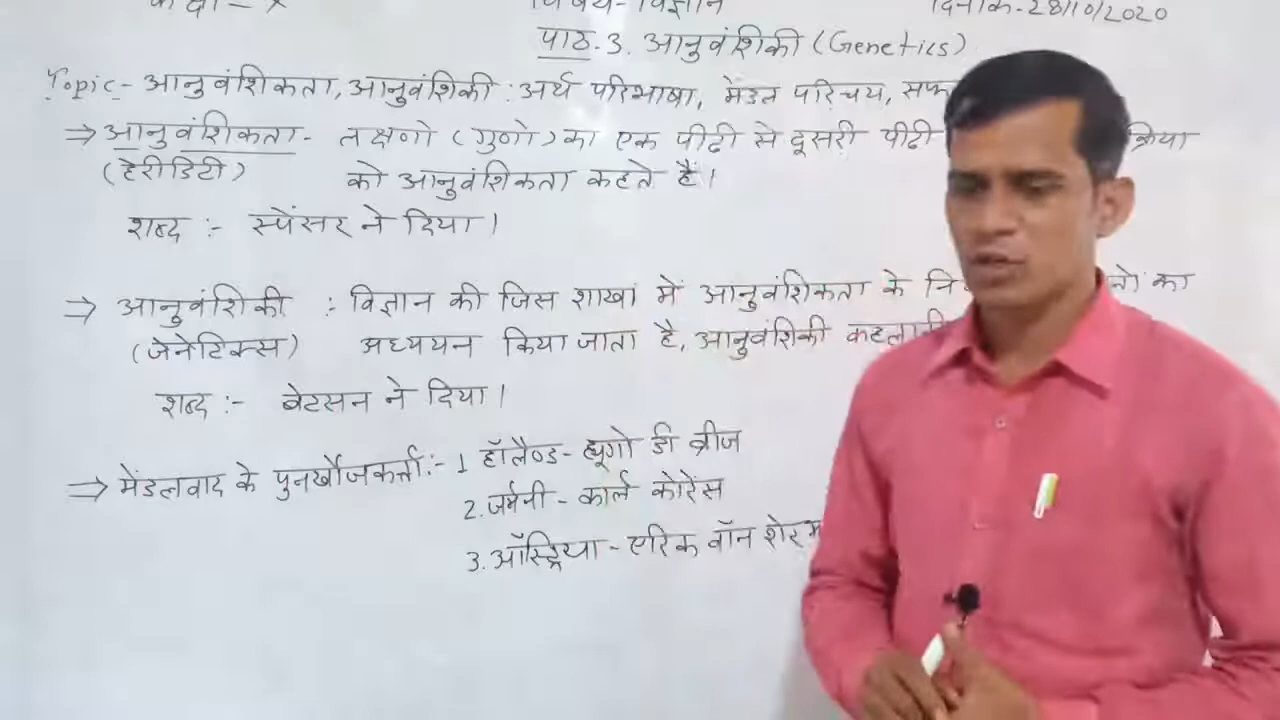 कक्षा - X विषय- विज्ञान दिनांक-28/10/2020
पाठ.3. आनुवंशिकी (Genetics)
Topic- आनुवंशिकता, आनुवंशिकी : अर्थ परिभाषा, मेंडल परिचय,
⇒ आनुवंशिकता- लक्षणो (गुणो) का एक पीढी से दूसरी पीढी क्रिया
(हेरीडिटी) को आनुवंशिकता कहते हैं।
शब्द :- स्पेंसर ने दिया।
⇒ आनुवंशिकी : विज्ञान की जिस शाखा में आनुवंशिकता के का
(जेनेटिक्स) अध्ययन किया जाता है, आनुवंशिकी
शब्द :- बेटसन ने दिया।
⇒ मेंडलवाद के पुनर्खोजकर्त्ता :- 1 हॉलैण्ड- ह्यूगो डी व्रीज
2. जर्मनी - कार्ल कोरेंस
3. ऑस्ट्रिया - एरिक वॉन